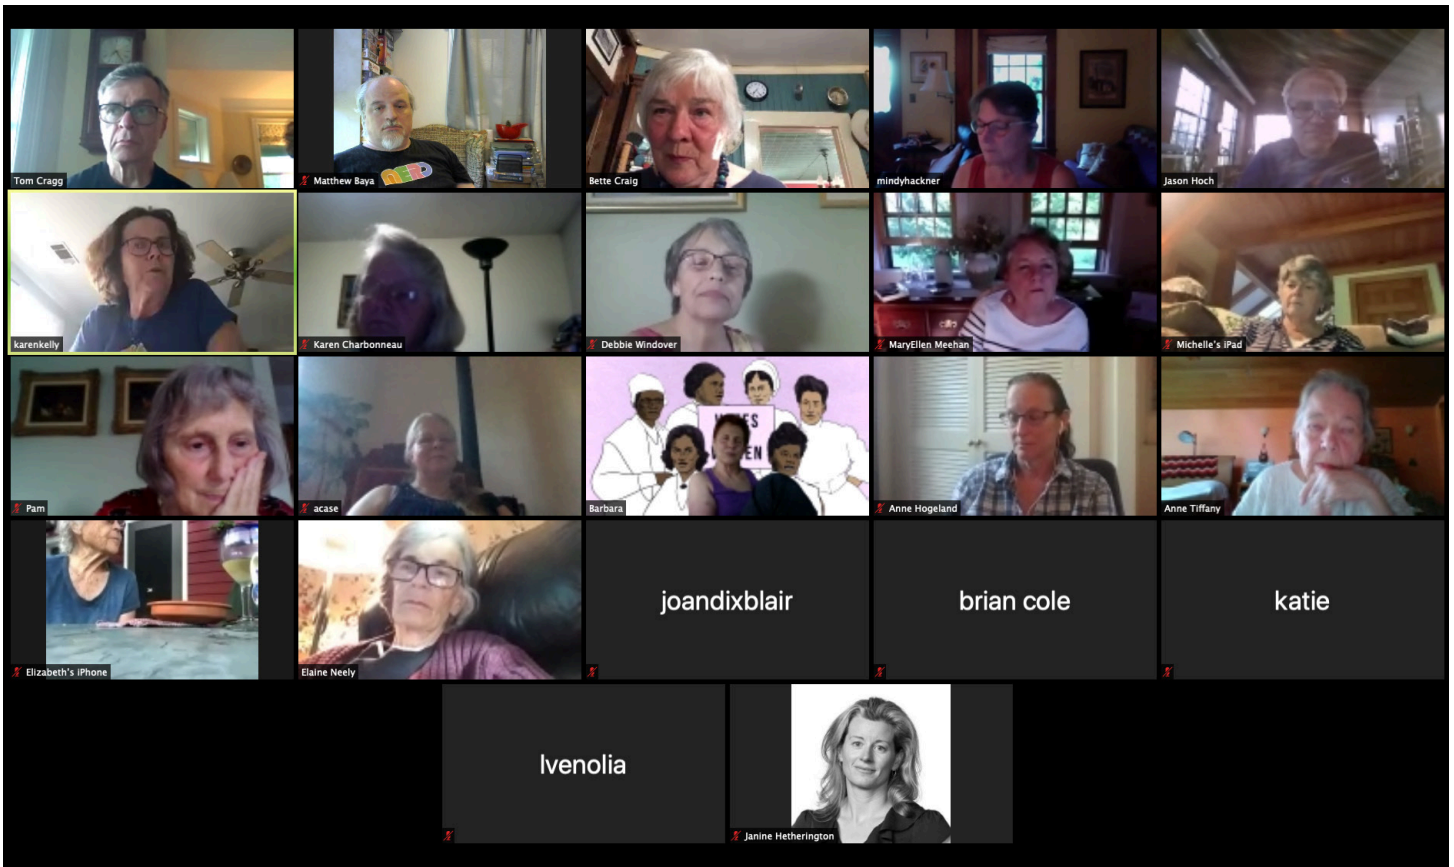 Tom Cragg
Matthew Baya
NERD
Bette Craig
mindyhackner
Jason Hoch
karenkelly
Karen Charbonneau
Debbie Windover
MaryEllen Meehan
Michelle's iPad
Pam
acase
Barbara
Anne Hogeland
Anne Tiffany
Elizabeth's iPhone
Elaine Neely
joandixblair
brian cole
katie
lvenolia
Janine Hetherington